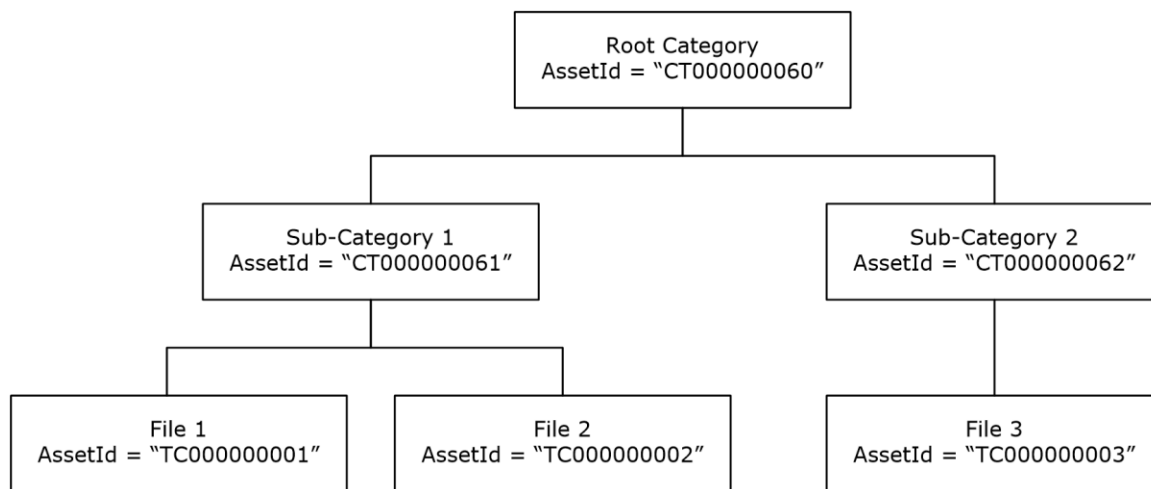 Root Category
AssetId = “CT000000060”
Sub-Category 1
AssetId = “CT000000061”
Sub-Category 2
AssetId = “CT000000062”
File 1
AssetId = “TC000000001”
File 2
AssetId = “TC000000002”
File 3
AssetId = “TC000000003”